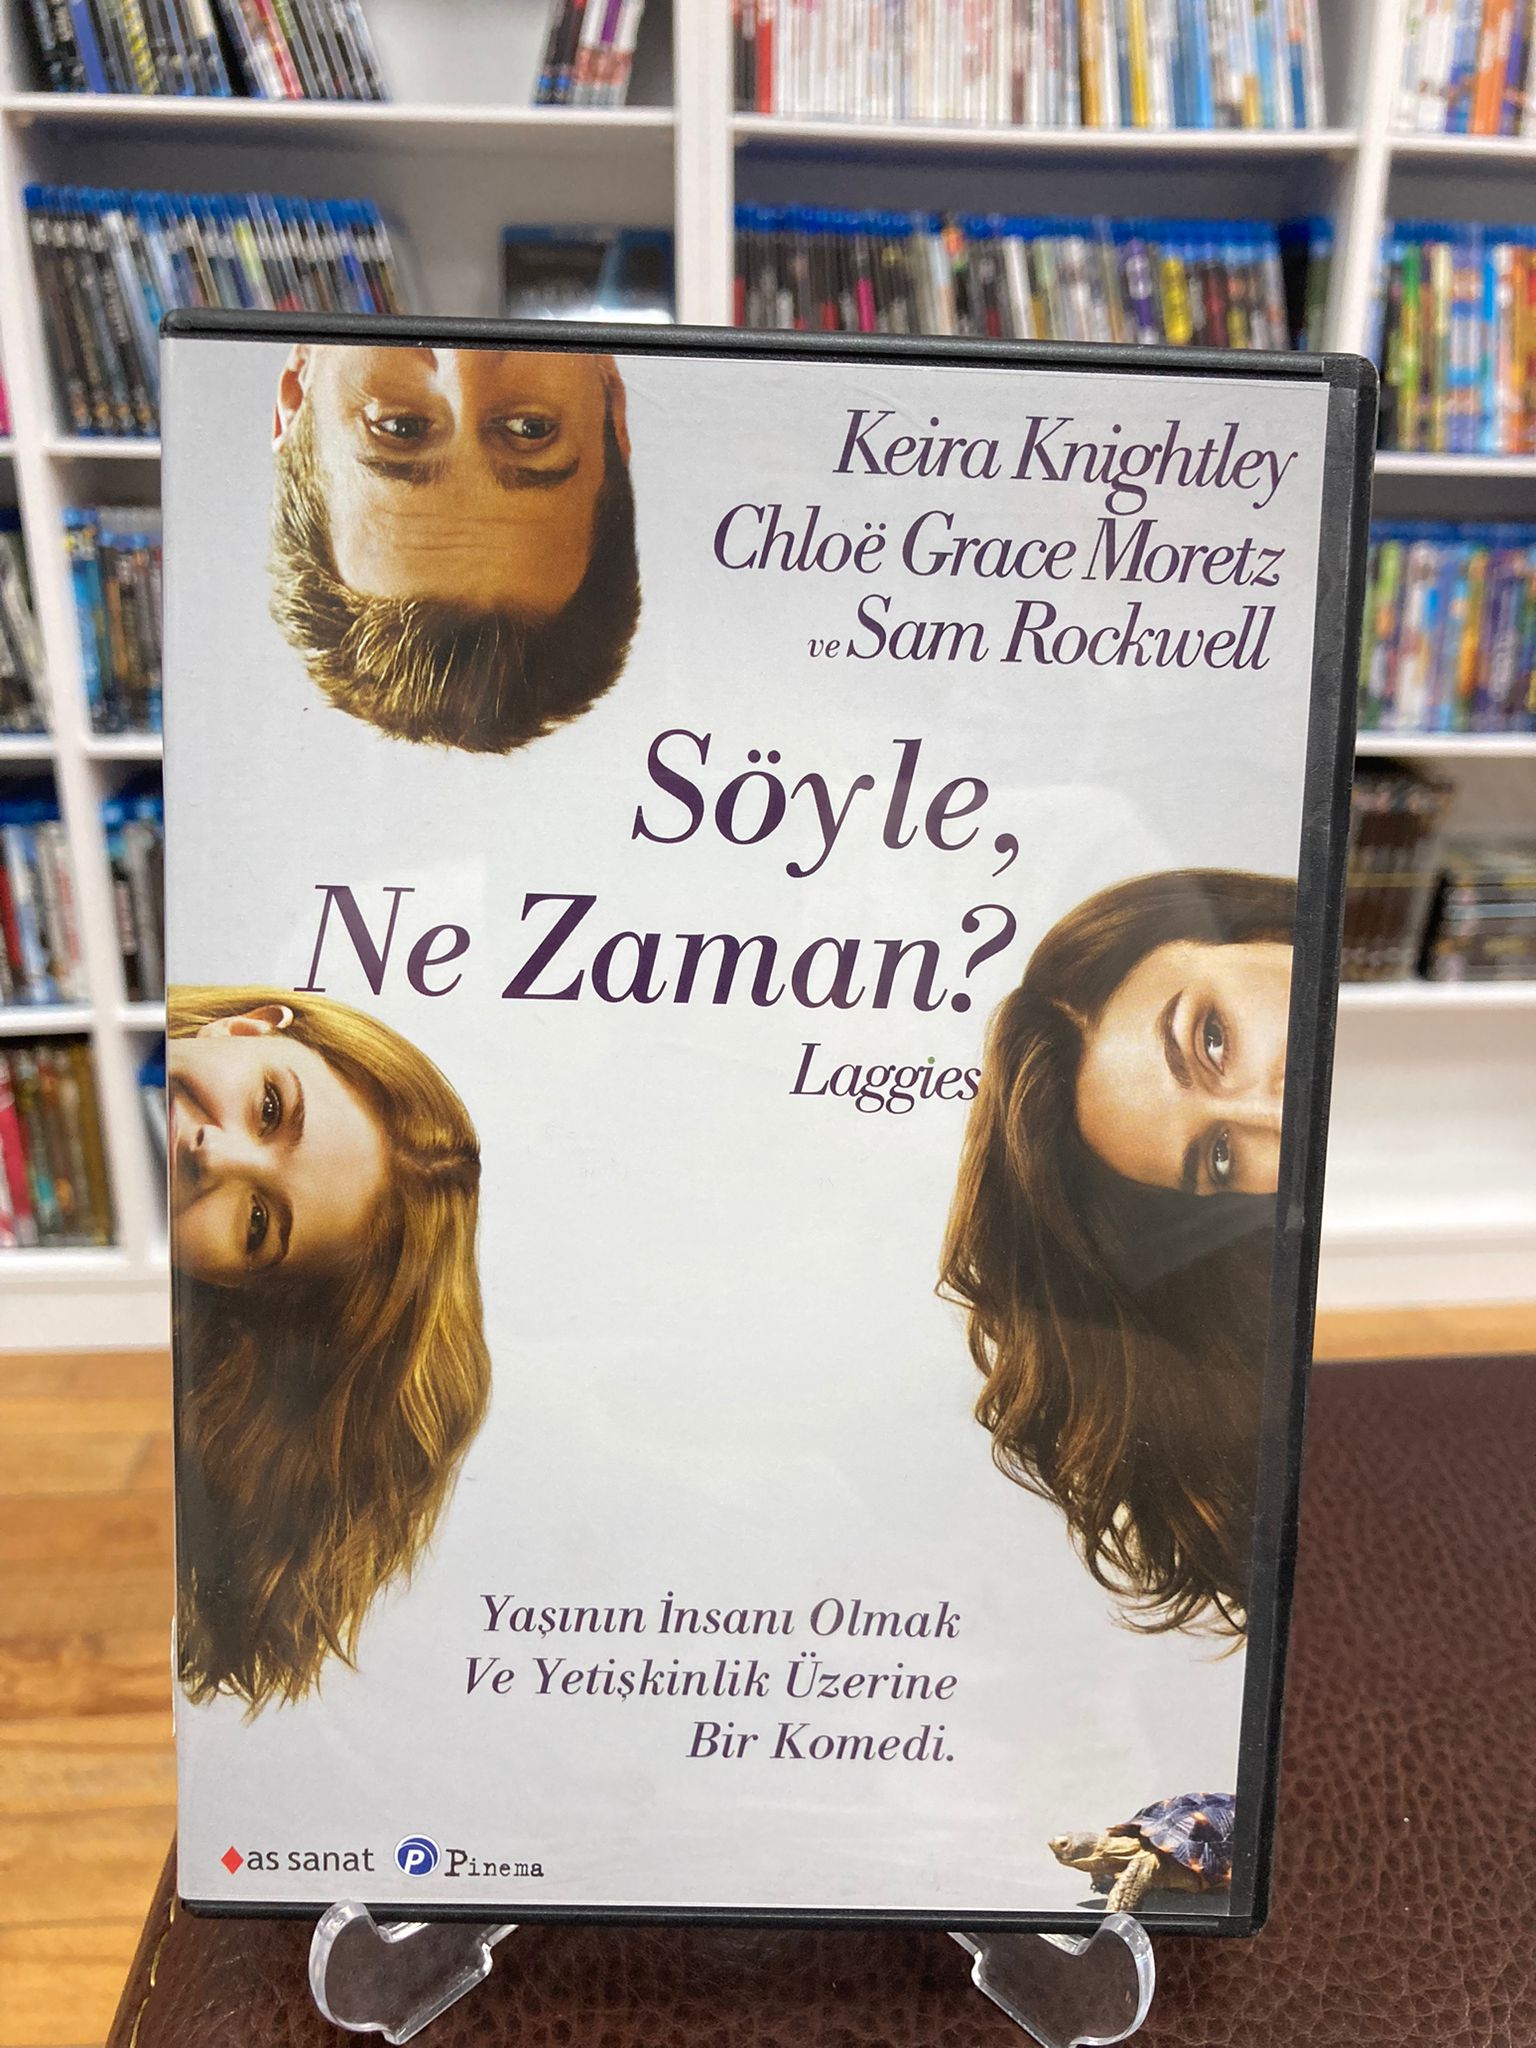 Keira Knightley
Chloë Grace Moretz
ve Sam Rockwell
Söyle,
Ne Zaman?
Laggies
Yaşının İnsanı Olmak
Ve Yetişkinlik Üzerine
Bir Komedi.
as sanat P Pinema